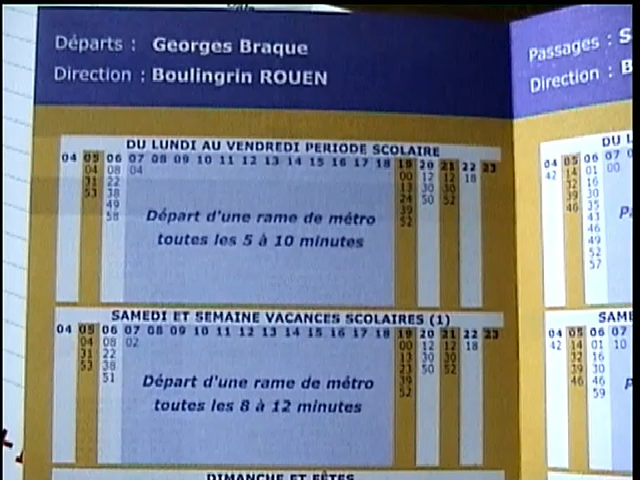 Départs : Georges Braque
Direction : Boulingrin ROUEN
DU LUNDI AU VENDREDI PERIODE SCOLAIRE
04 05 06 07 08 09 10 11 12 13 14 15 16 17 18 19 20 21 22 23
04 08 04 00 12 12 18
31 22 13 30 30
53 38 24 50 52
49 39
58 52
Départ d'une rame de métro
toutes les 5 à 10 minutes
SAMEDI ET SEMAINE VACANCES SCOLAIRES (1)
04 05 06 07 08 09 10 11 12 13 14 15 16 17 18 19 20 21 22 23
04 08 02 00 12 12 18
31 22 13 30 30
53 38 23 50 52
51 39
52
Départ d'une rame de métro
toutes les 8 à 12 minutes
DIMANCHE ET FÊTES
Passages : S
Direction : B
DU L
04 05 06 07 0
42 14 01 00
32 16
39 30
46 35
43
46
49
52
57
SAME
04 05 06 07
42 14 01 10
32 16
39 30
46 46
59